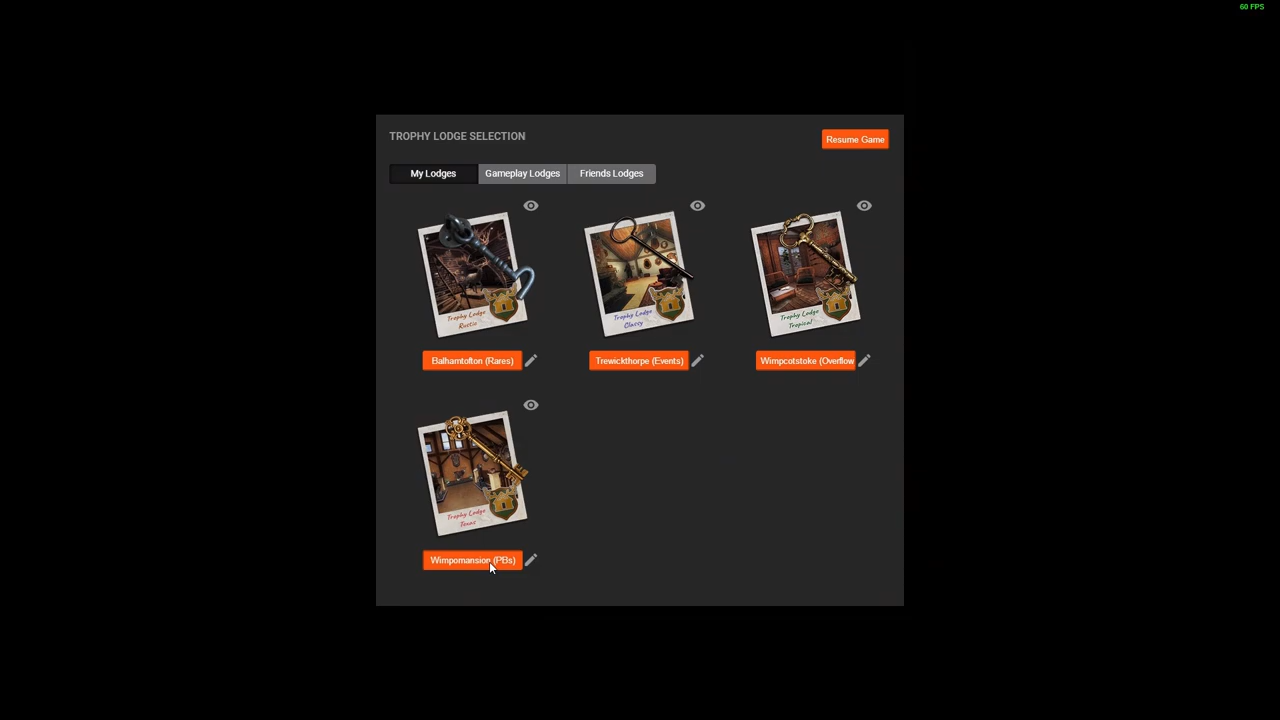 60 FPS
TROPHY LODGE SELECTION
Resume Game
My Lodges
Gameplay Lodges
Friends Lodges
Trophy Lodge
Rustic
Trophy Lodge
Classy
Trophy Lodge
Tropical
Balhamtofton (Rares)
Trewickthorpe (Events)
Wimpcotstoke (Overflow
Trophy Lodge
Texas
Wimpomansion (PBs)